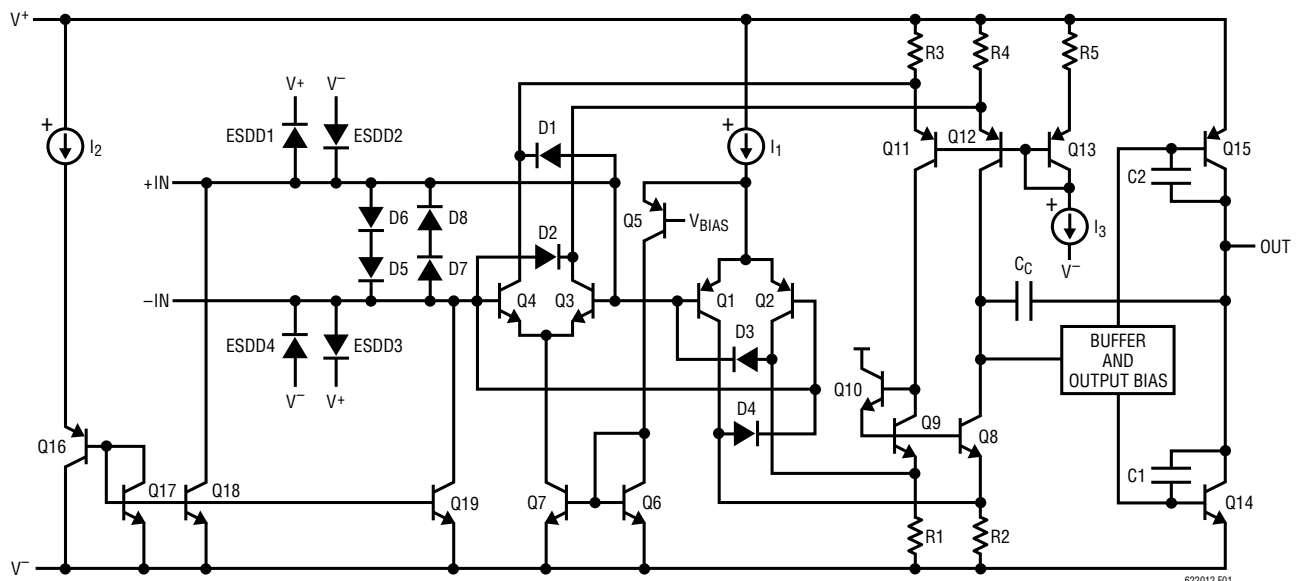 V+
R3
R4
R5
V+
V–
ESDD1
ESDD2
D1
+
I2
+
I1
Q11
Q12
Q13
Q15
C2
+IN
D6
D8
Q5
VBIAS
+
I3
D2
OUT
D5
D7
V–
CC
–IN
Q4
Q3
Q1
Q2
ESDD4
ESDD3
D3
BUFFER
AND
OUTPUT BIAS
V–
V+
Q10
D4
Q9
Q8
Q16
C1
Q17
Q18
Q19
Q7
Q6
Q14
R1
R2
V–
622012 F01